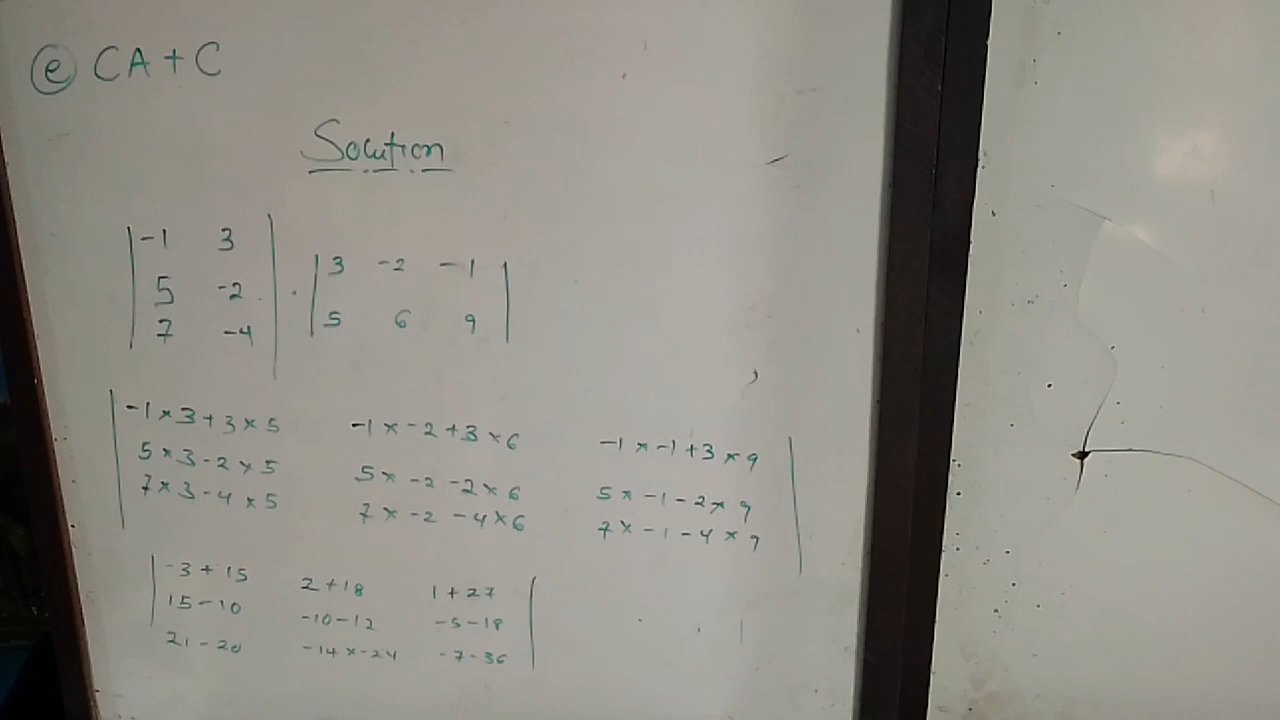 ⓔ CA + C
Solution
| -1 3 | . | 3 -2 -1 |
| 5 -2 | | 5 6 9 |
| 7 -4 |
| -1 × 3 + 3 × 5 -1 × -2 + 3 × 6 -1 × -1 + 3 × 9 |
5 × 3 - 2 × 5 5 × -2 -2 × 6 5 × -1 - 2 × 9
7 × 3 - 4 × 5 7 × -2 - 4 × 6 7 × -1 - 4 × 9
| -3 + 15 2 + 18 1 + 27 |
15 - 10 -10 - 12 -5 - 18
21 - 20 -14 × -24 -7 - 36